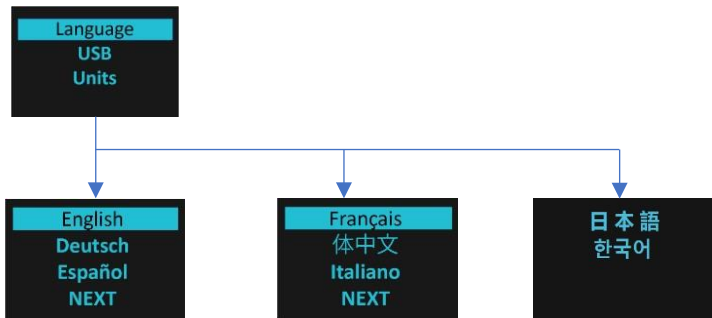 Language
USB
Units
English
Deutsch
Español
NEXT
Français
体中文
Italiano
NEXT
日本語
한국어